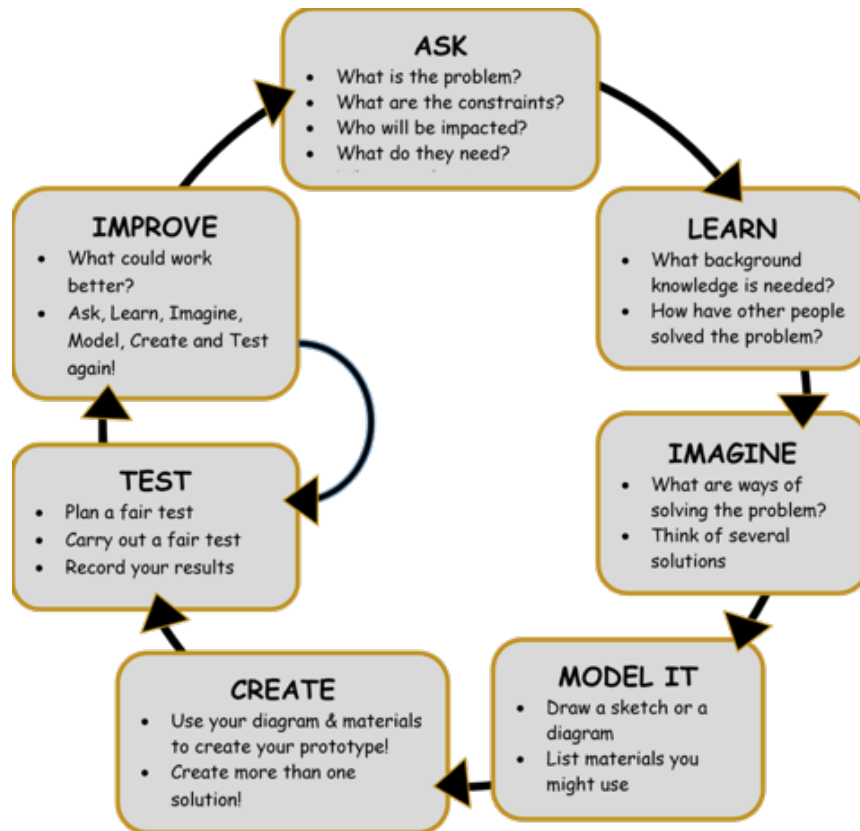 ASK
• What is the problem?
• What are the constraints?
• Who will be impacted?
• What do they need?
LEARN
• What background
knowledge is needed?
• How have other people
solved the problem?
IMAGINE
• What are ways of
solving the problem?
• Think of several
solutions
MODEL IT
• Draw a sketch or a
diagram
• List materials you
might use
CREATE
• Use your diagram & materials
to create your prototype!
• Create more than one
solution!
TEST
• Plan a fair test
• Carry out a fair test
• Record your results
IMPROVE
• What could work
better?
• Ask, Learn, Imagine,
Model, Create and Test
again!